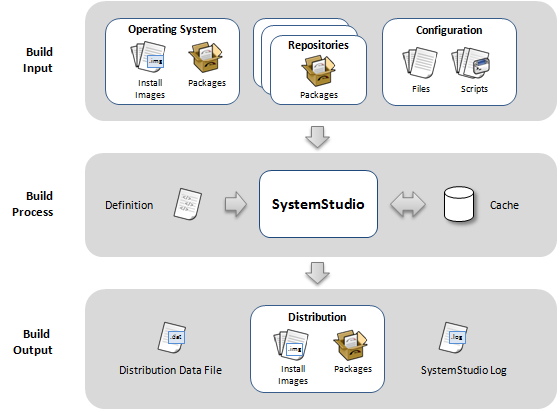 Build
Input
Operating System
.img
Install
Images
Packages
Repositories
Packages
Configuration
Files
Scripts
Build
Process
Definition
SystemStudio
Cache
Build
Output
.dat
Distribution Data File
Distribution
.img
Install
Images
Packages
.log
SystemStudio Log